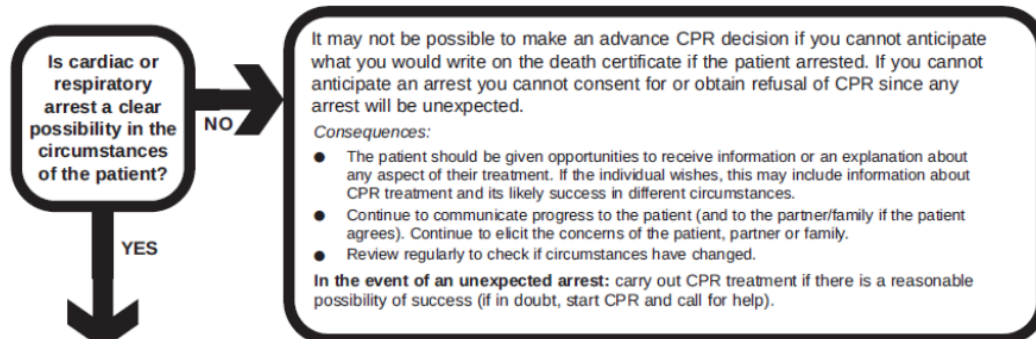 Is cardiac or
respiratory
arrest a clear
possibility in the
circumstances
of the patient?
NO
YES
It may not be possible to make an advance CPR decision if you cannot anticipate
what you would write on the death certificate if the patient arrested. If you cannot
anticipate an arrest you cannot consent for or obtain refusal of CPR since any
arrest will be unexpected.
Consequences:
● The patient should be given opportunities to receive information or an explanation about
any aspect of their treatment. If the individual wishes, this may include information about
CPR treatment and its likely success in different circumstances.
● Continue to communicate progress to the patient (and to the partner/family if the patient
agrees). Continue to elicit the concerns of the patient, partner or family.
● Review regularly to check if circumstances have changed.
In the event of an unexpected arrest: carry out CPR treatment if there is a reasonable
possibility of success (if in doubt, start CPR and call for help).